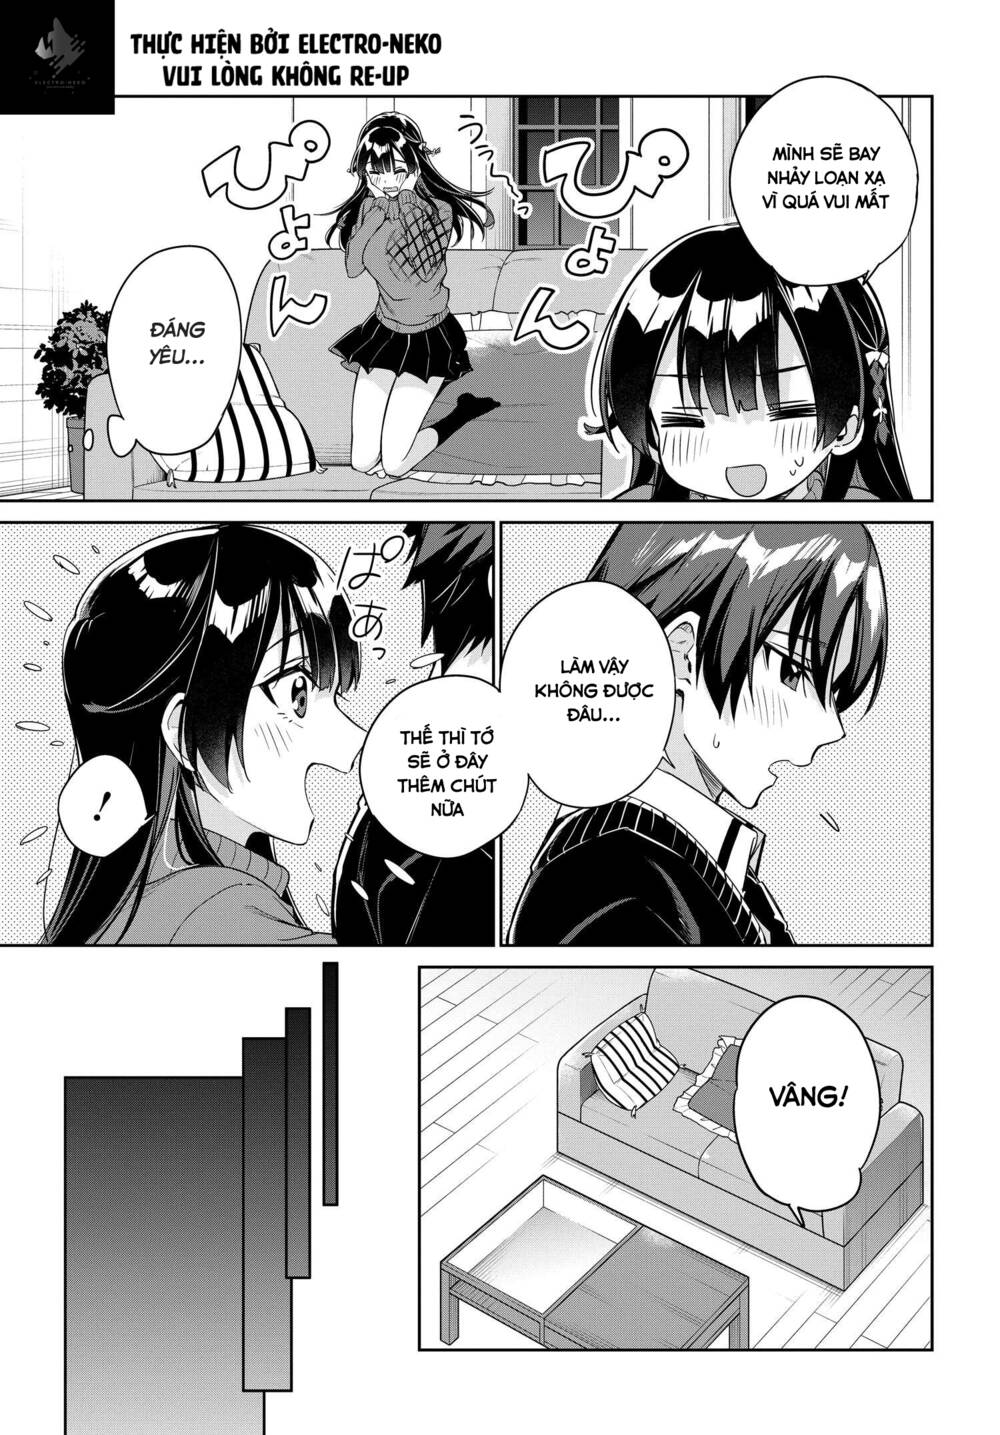 ELECTRO-NEKO
THỰC HIỆN BỞI ELECTRO-NEKO
VUI LÒNG KHÔNG RE-UP
MÌNH SẼ BAY
NHẢY LOẠN XẠ
VÌ QUÁ VUI MẤT
ぴょん
ぴょん
うっ…
ĐÁNG
YÊU...
LÀM VẬY
KHÔNG ĐƯỢC
ĐÂU...
THẾ THÌ TỚ
SẼ Ở ĐÂY
THÊM CHÚT
NỮA
ぱあっ
!
VÂNG!